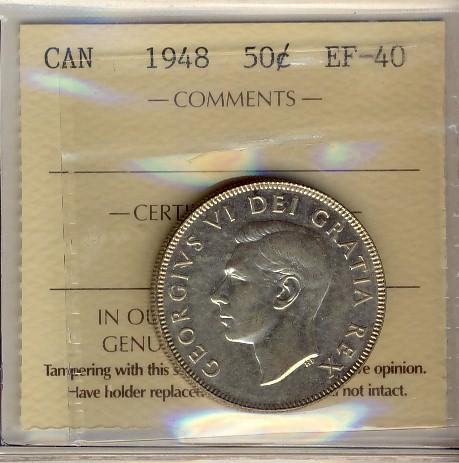 CAN 1948 50¢ EF-40
— COMMENTS —
— CERTI
GEORGIVS VI DEI GRATIA REX
IN OU
GENU
Tampering with this s e opinion.
Have holder replace not intact.